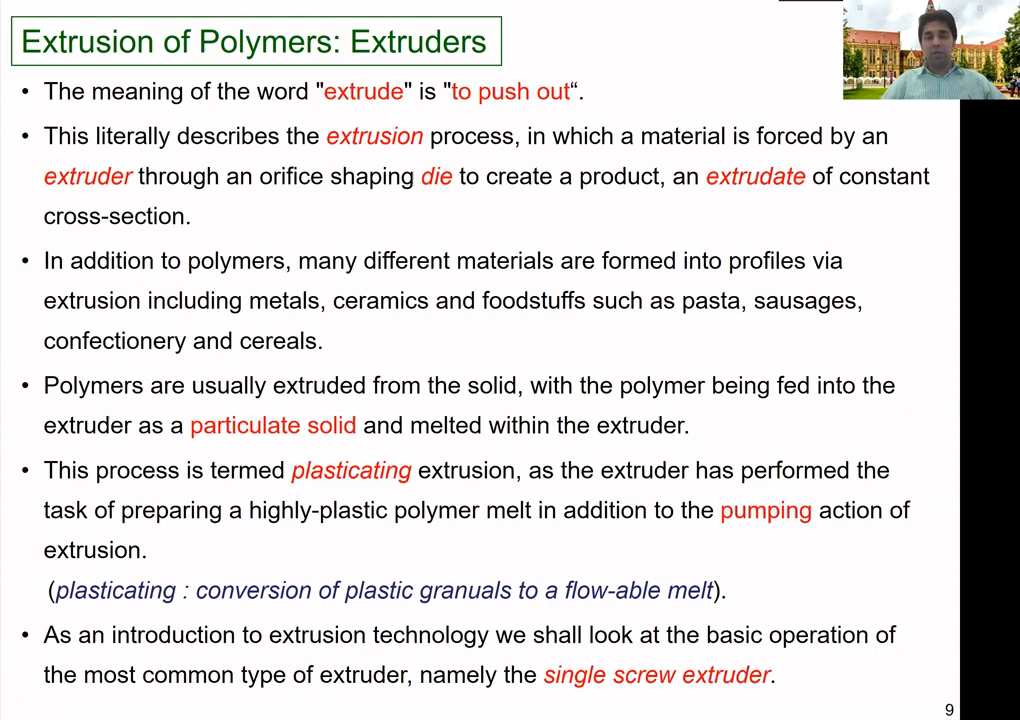 Extrusion of Polymers: Extruders
• The meaning of the word "extrude" is "to push out“.
• This literally describes the extrusion process, in which a material is forced by an
extruder through an orifice shaping die to create a product, an extrudate of constant
cross-section.
• In addition to polymers, many different materials are formed into profiles via
extrusion including metals, ceramics and foodstuffs such as pasta, sausages,
confectionery and cereals.
• Polymers are usually extruded from the solid, with the polymer being fed into the
extruder as a particulate solid and melted within the extruder.
• This process is termed plasticating extrusion, as the extruder has performed the
task of preparing a highly-plastic polymer melt in addition to the pumping action of
extrusion.
(plasticating : conversion of plastic granuals to a flow-able melt).
• As an introduction to extrusion technology we shall look at the basic operation of
the most common type of extruder, namely the single screw extruder.
9